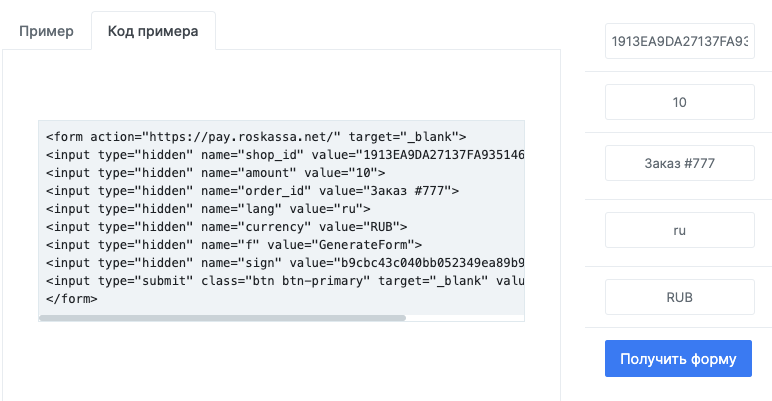 Пример
Код примера
<form action="https://pay.roskassa.net/" target="_blank">
<input type="hidden" name="shop_id" value="1913EA9DA27137FA935146
<input type="hidden" name="amount" value="10">
<input type="hidden" name="order_id" value="Заказ #777">
<input type="hidden" name="lang" value="ru">
<input type="hidden" name="currency" value="RUB">
<input type="hidden" name="f" value="GenerateForm">
<input type="hidden" name="sign" value="b9cbc43c040bb052349ea89b9
<input type="submit" class="btn btn-primary" target="_blank" valu
</form>
1913EA9DA27137FA93
10
Заказ #777
ru
RUB
Получить форму